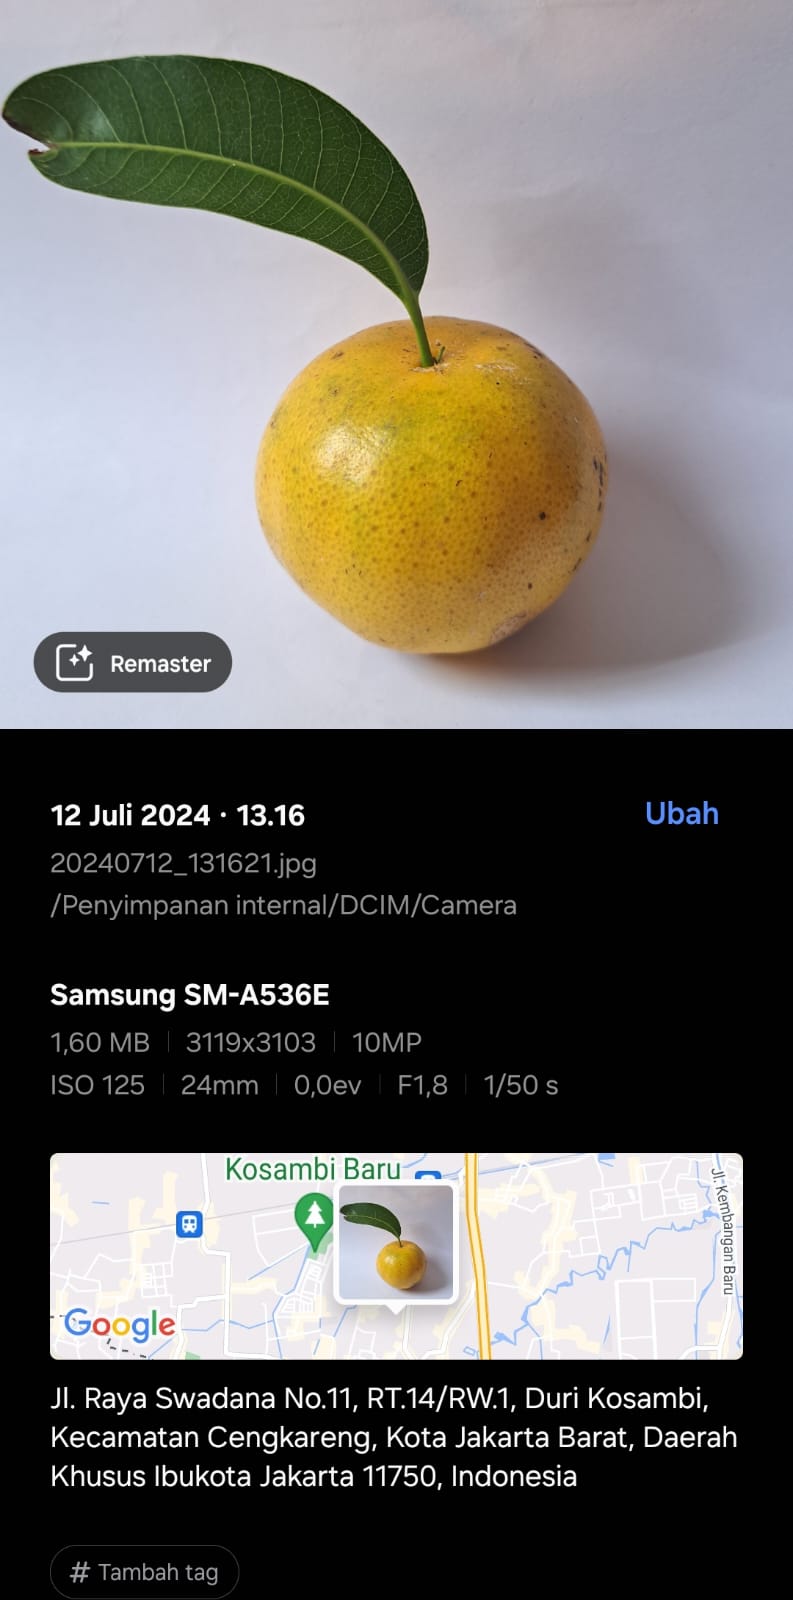 Remaster
12 Juli 2024 · 13.16
Ubah
20240712_131621.jpg
/Penyimpanan internal/DCIM/Camera
Samsung SM-A536E
1,60 MB | 3119x3103 | 10MP
ISO 125 | 24mm | 0,0ev | F1,8 | 1/50 s
Kosambi Baru
Jl. Kembangan Baru
Google
Jl. Raya Swadana No.11, RT.14/RW.1, Duri Kosambi,
Kecamatan Cengkareng, Kota Jakarta Barat, Daerah
Khusus Ibukota Jakarta 11750, Indonesia
# Tambah tag